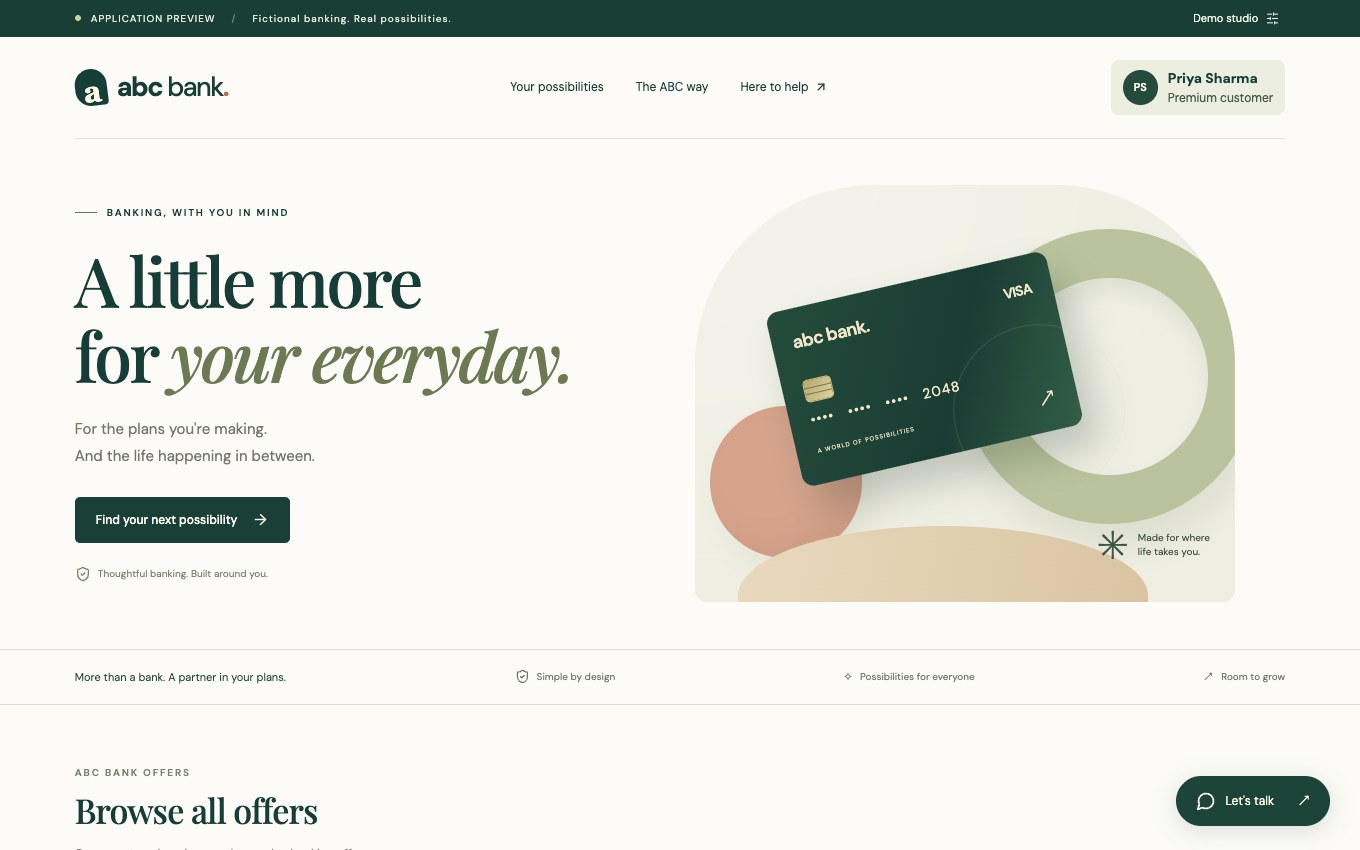 APPLICATION PREVIEW / Fictional banking. Real possibilities.
Demo studio
a abc bank.
Your possibilities
The ABC way
Here to help
PS
Priya Sharma
Premium customer
BANKING, WITH YOU IN MIND
A little more
for your everyday.
For the plans you're making.
And the life happening in between.
Find your next possibility
Thoughtful banking. Built around you.
abc bank.
VISA
•••• •••• •••• 2048
A WORLD OF POSSIBILITIES
Made for where
life takes you.
More than a bank. A partner in your plans.
Simple by design
Possibilities for everyone
Room to grow
ABC BANK OFFERS
Browse all offers
Let's talk